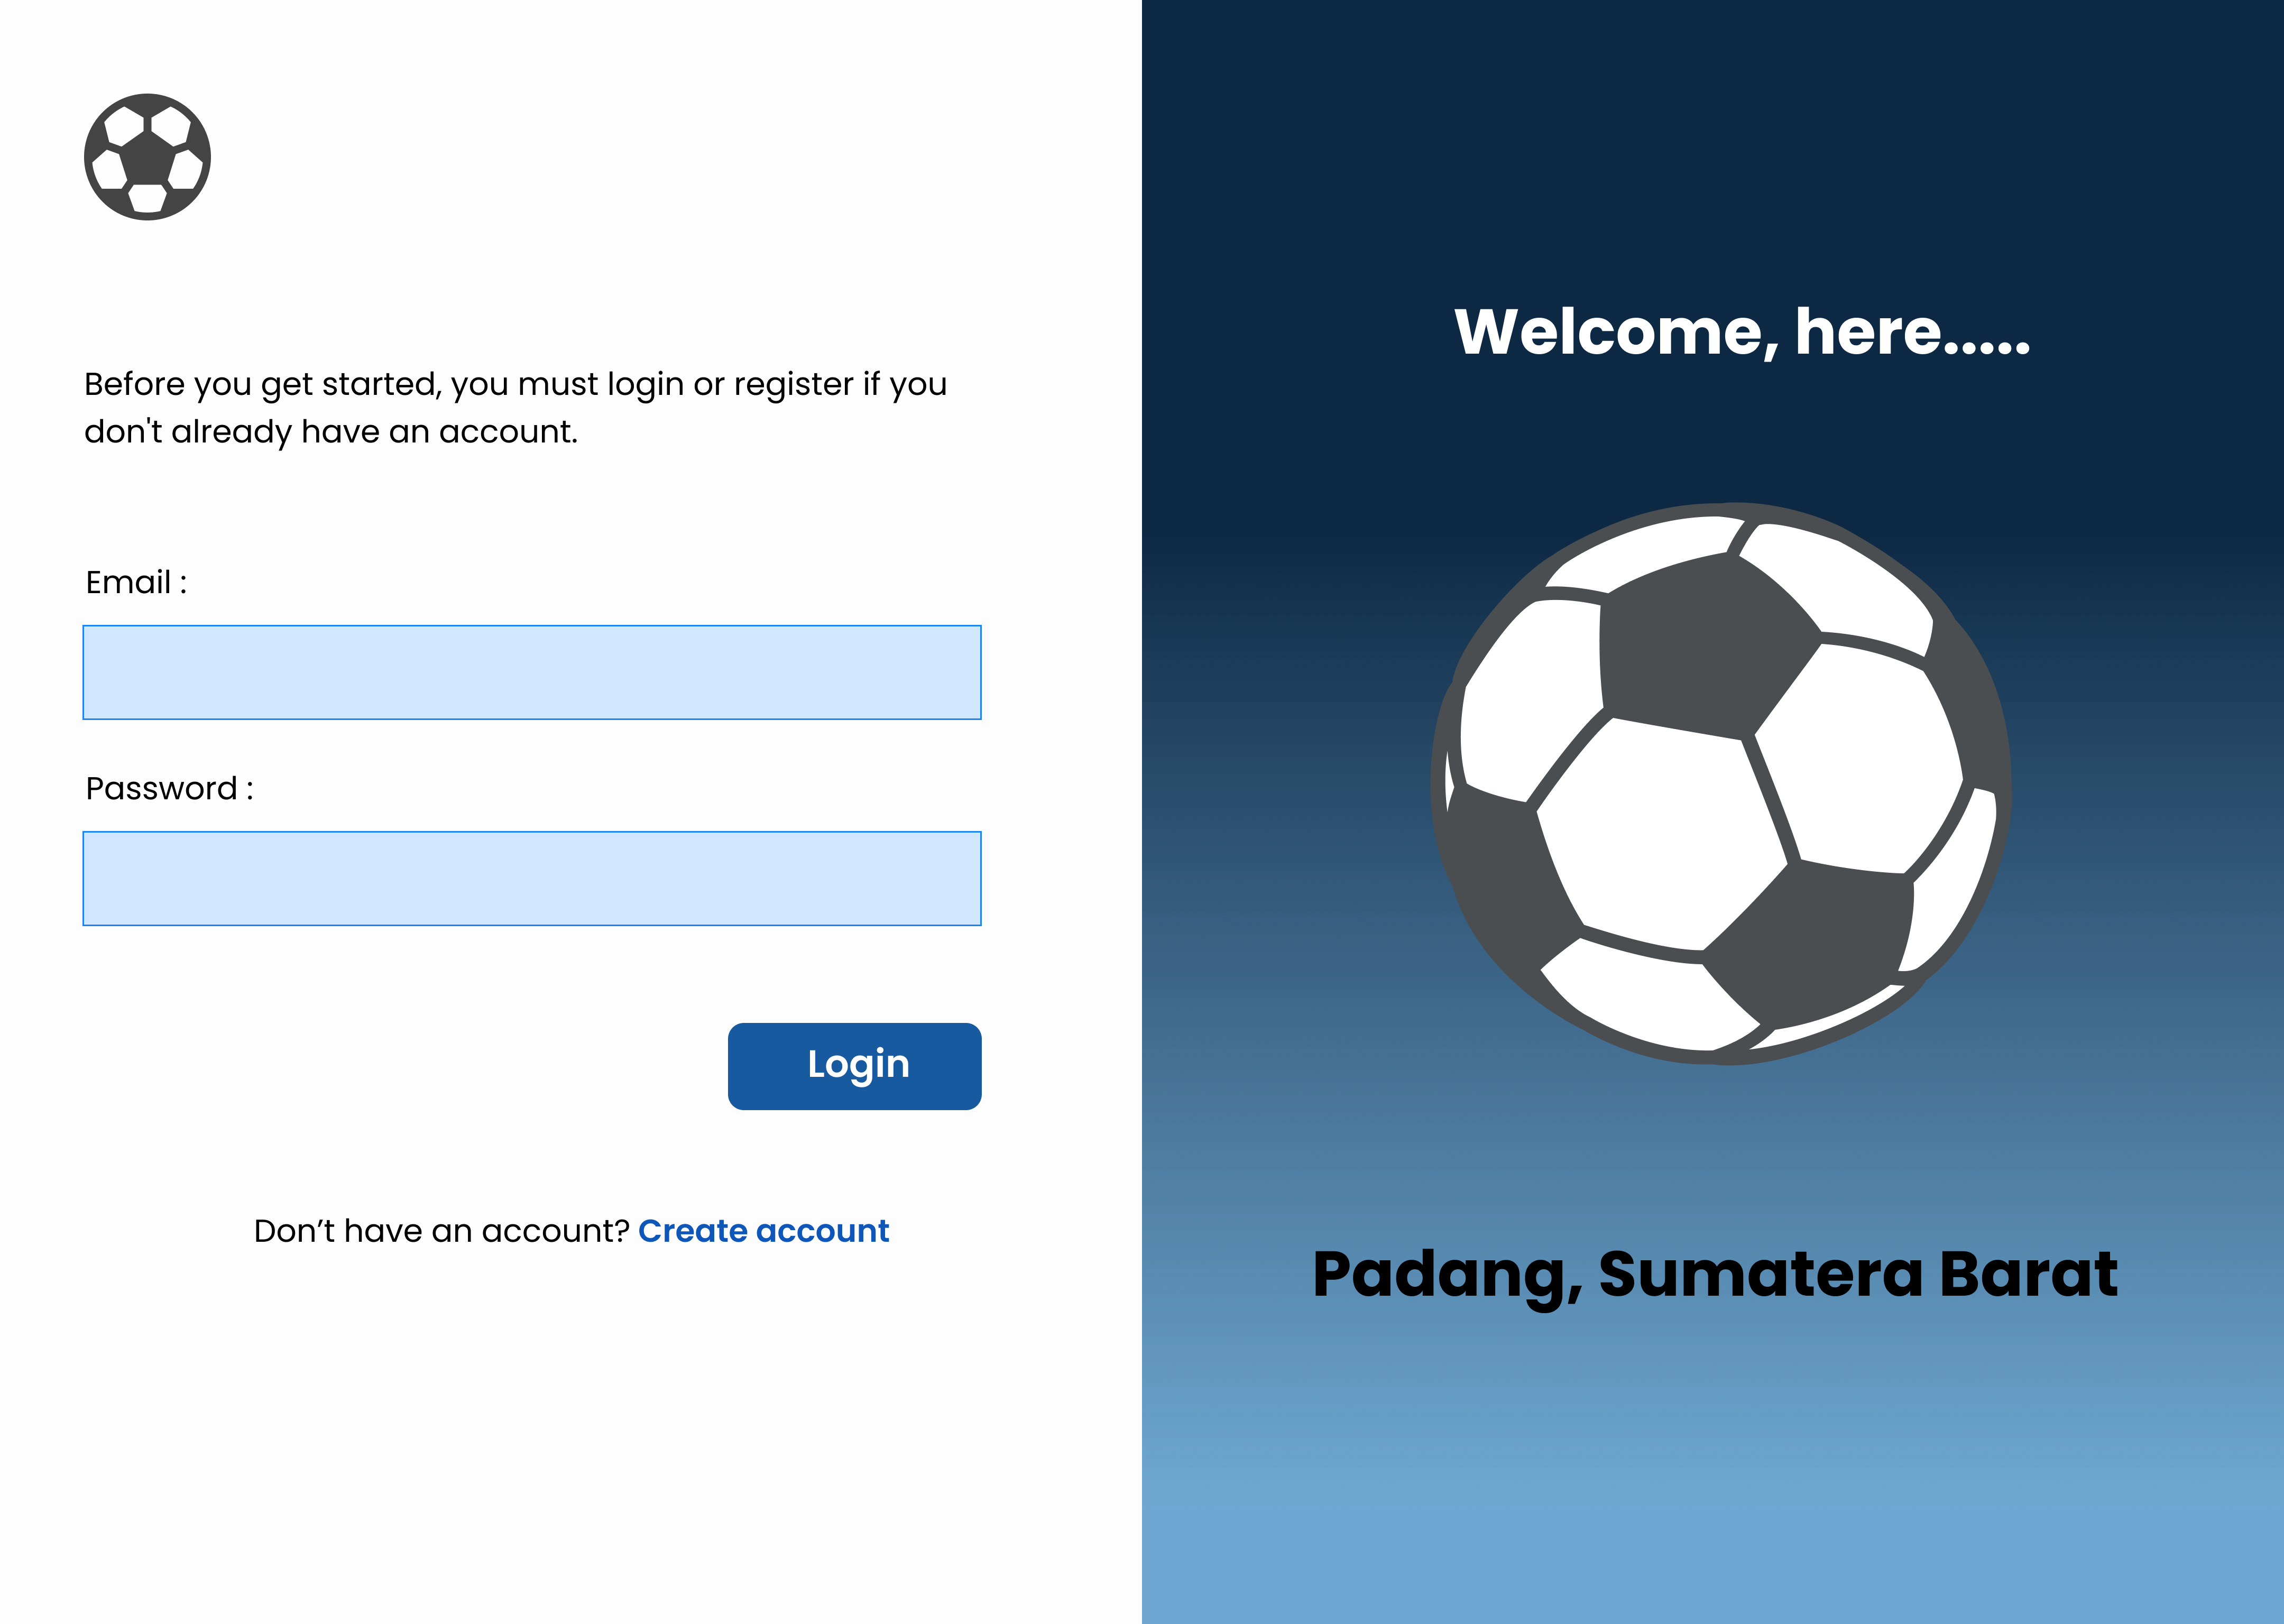 Before you get started, you must login or register if you
don't already have an account.
Email :
Password :
Login
Don’t have an account? Create account
Welcome, here.....
Padang, Sumatera Barat